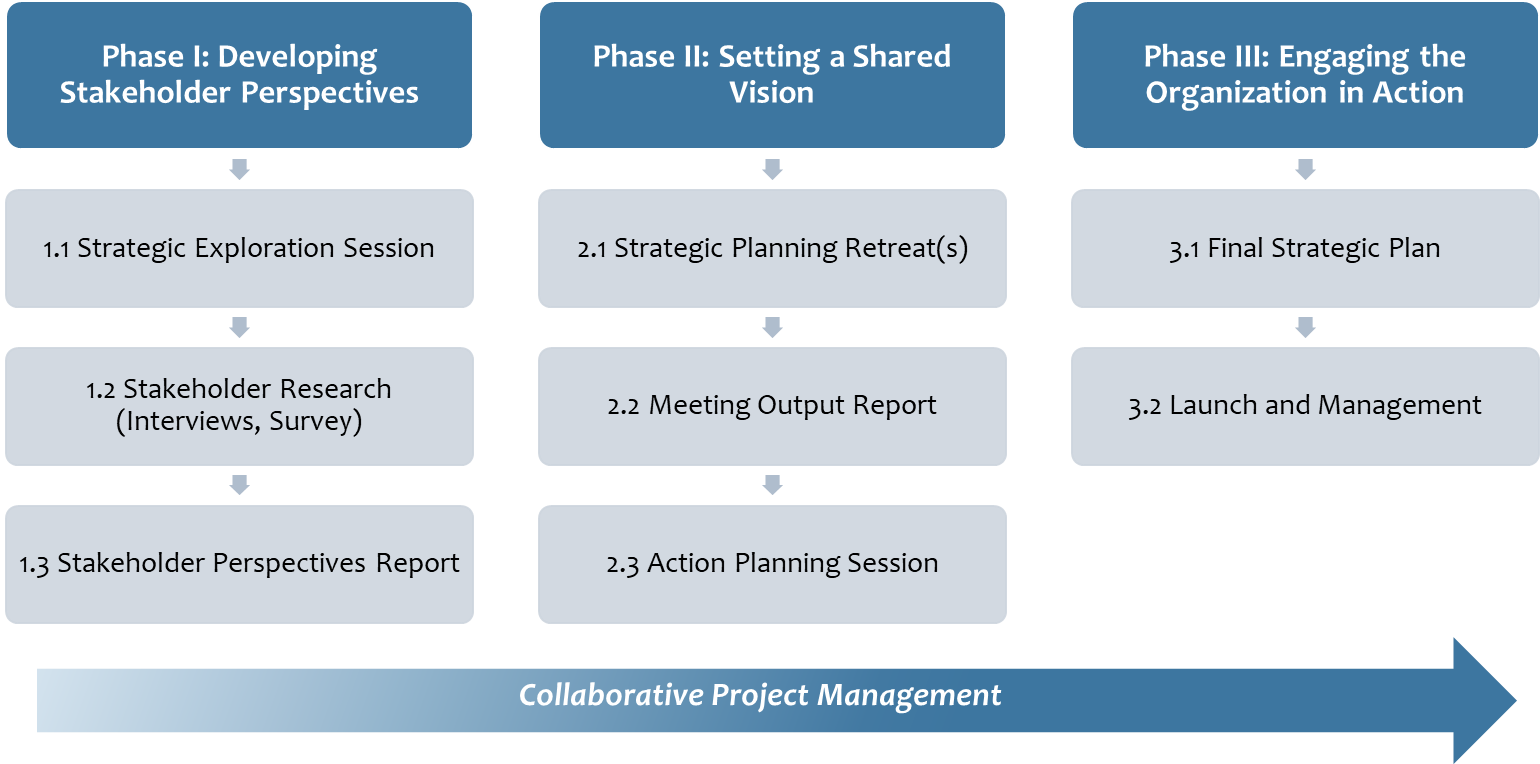 Phase I: Developing
Stakeholder Perspectives
1.1 Strategic Exploration Session
1.2 Stakeholder Research
(Interviews, Survey)
1.3 Stakeholder Perspectives Report
Phase II: Setting a Shared
Vision
2.1 Strategic Planning Retreat(s)
2.2 Meeting Output Report
2.3 Action Planning Session
Phase III: Engaging the
Organization in Action
3.1 Final Strategic Plan
3.2 Launch and Management
Collaborative Project Management